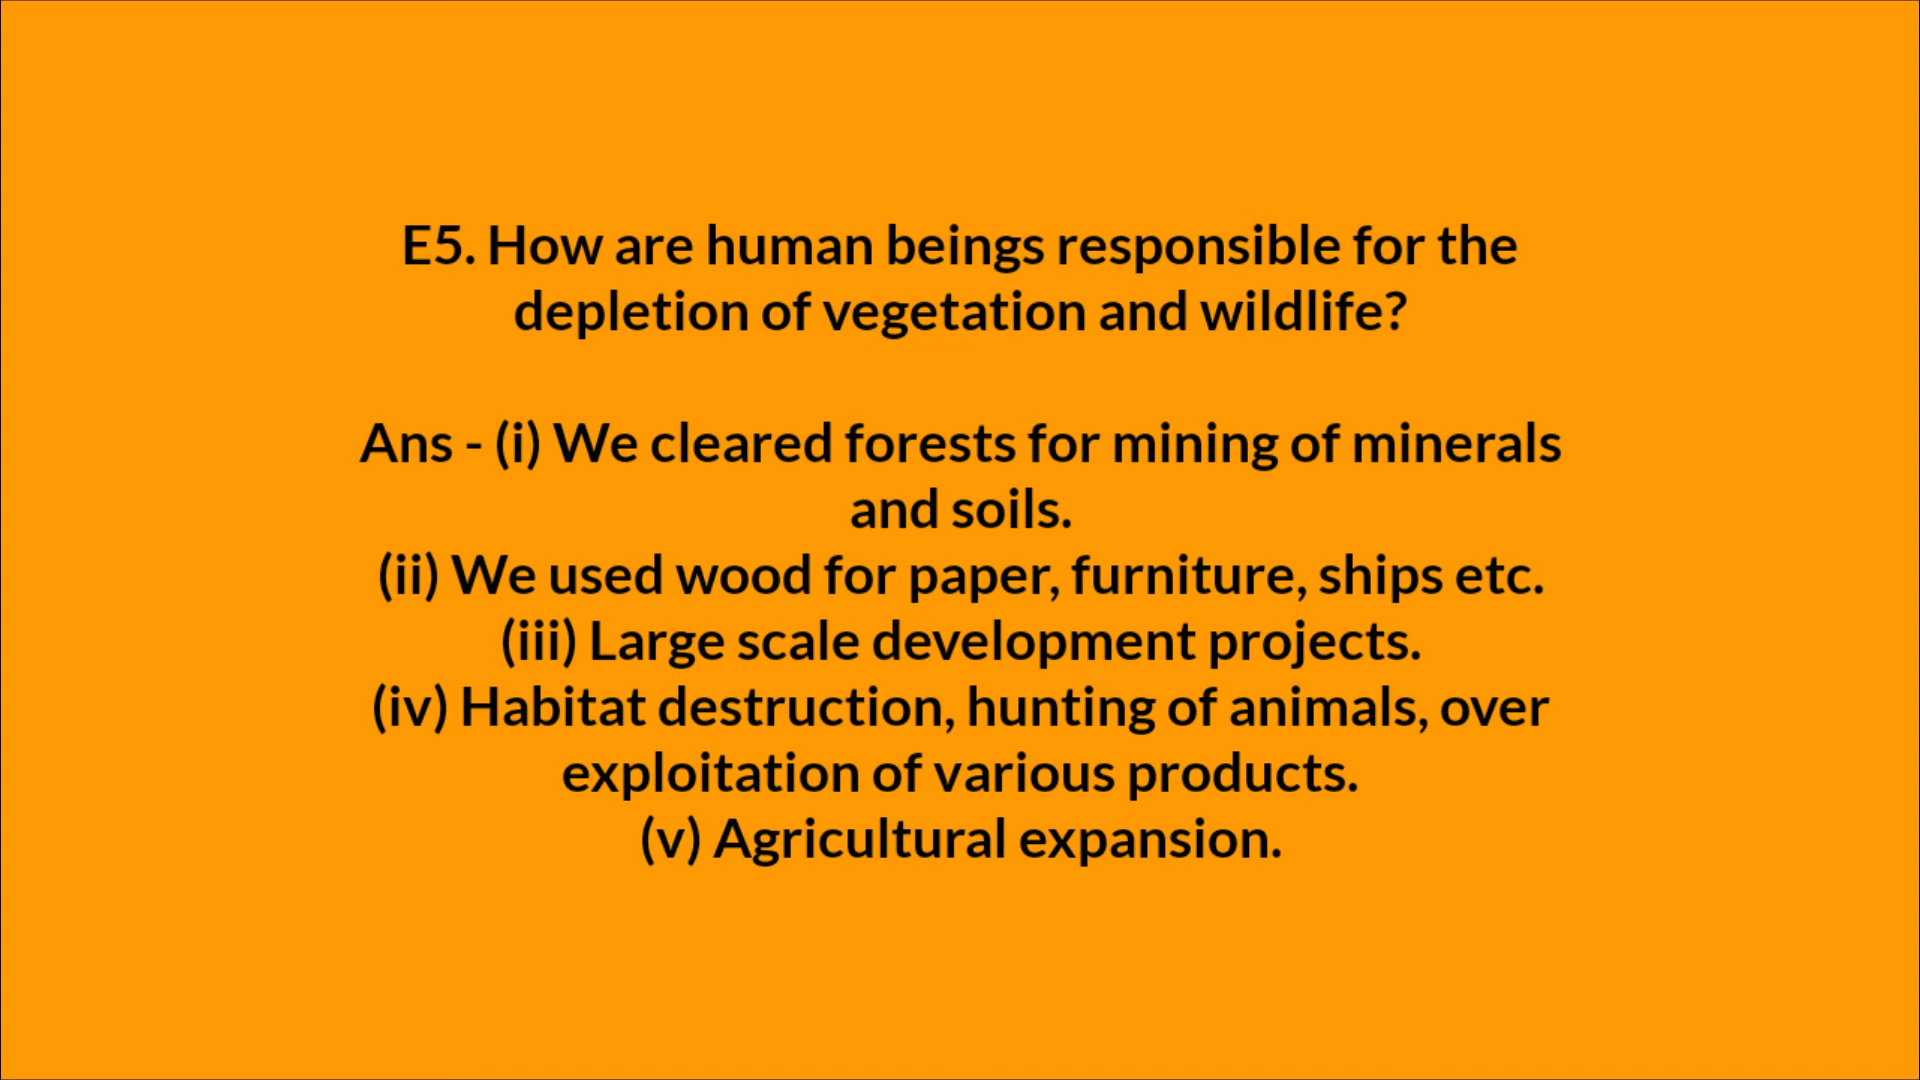 E5. How are human beings responsible for the
depletion of vegetation and wildlife?
Ans - (i) We cleared forests for mining of minerals
and soils.
(ii) We used wood for paper, furniture, ships etc.
(iii) Large scale development projects.
(iv) Habitat destruction, hunting of animals, over
exploitation of various products.
(v) Agricultural expansion.